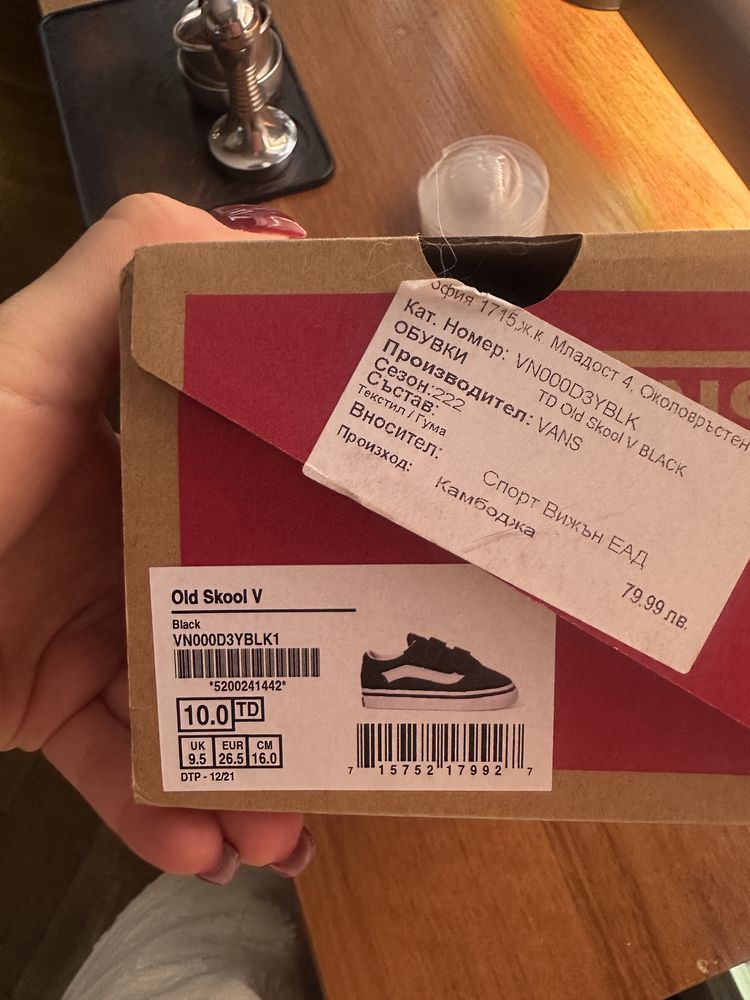 София 1715,ж.к. Младост 4, Околовръстен
Кат. Номер: VN000D3YBLK
ОБУВКИ TD Old Skool V BLACK
Производител: VANS
Сезон:222
Състав:
Текстил / Гума
Вносител: Спорт Вижън ЕАД
Произход: Камбоджа
79.99 лв.
Old Skool V
Black
VN000D3YBLK1
*5200241442*
10.0 TD
UK EUR CM
9.5 26.5 16.0
DTP - 12/21
7 15752 17992 7